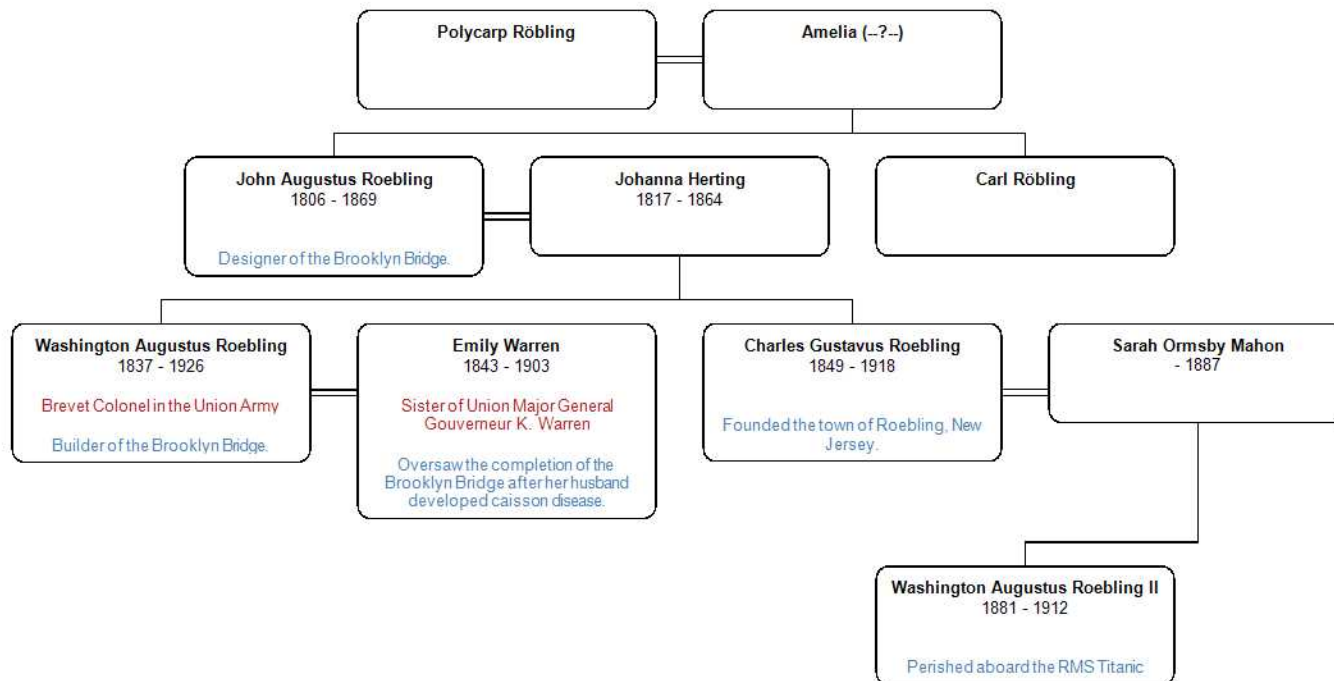 Polycarp Röbling
Amelia (--?--)
John Augustus Roebling
1806 - 1869
Designer of the Brooklyn Bridge.
Johanna Herting
1817 - 1864
Carl Röbling
Washington Augustus Roebling
1837 - 1926
Brevet Colonel in the Union Army
Builder of the Brooklyn Bridge.
Emily Warren
1843 - 1903
Sister of Union Major General
Gouverneur K. Warren
Oversaw the completion of the
Brooklyn Bridge after her husband
developed caisson disease.
Charles Gustavus Roebling
1849 - 1918
Founded the town of Roebling, New
Jersey.
Sarah Ormsby Mahon
- 1887
Washington Augustus Roebling II
1881 - 1912
Perished aboard the RMS Titanic